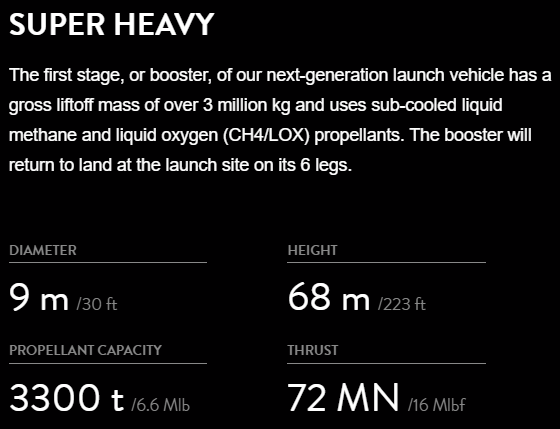 SUPER HEAVY
The first stage, or booster, of our next-generation launch vehicle has a
gross liftoff mass of over 3 million kg and uses sub-cooled liquid
methane and liquid oxygen (CH4/LOX) propellants. The booster will
return to land at the launch site on its 6 legs.
DIAMETER
HEIGHT
9 m /30 ft
68 m /223 ft
PROPELLANT CAPACITY
THRUST
3300 t /6.6 Mlb
72 MN /16 Mlbf